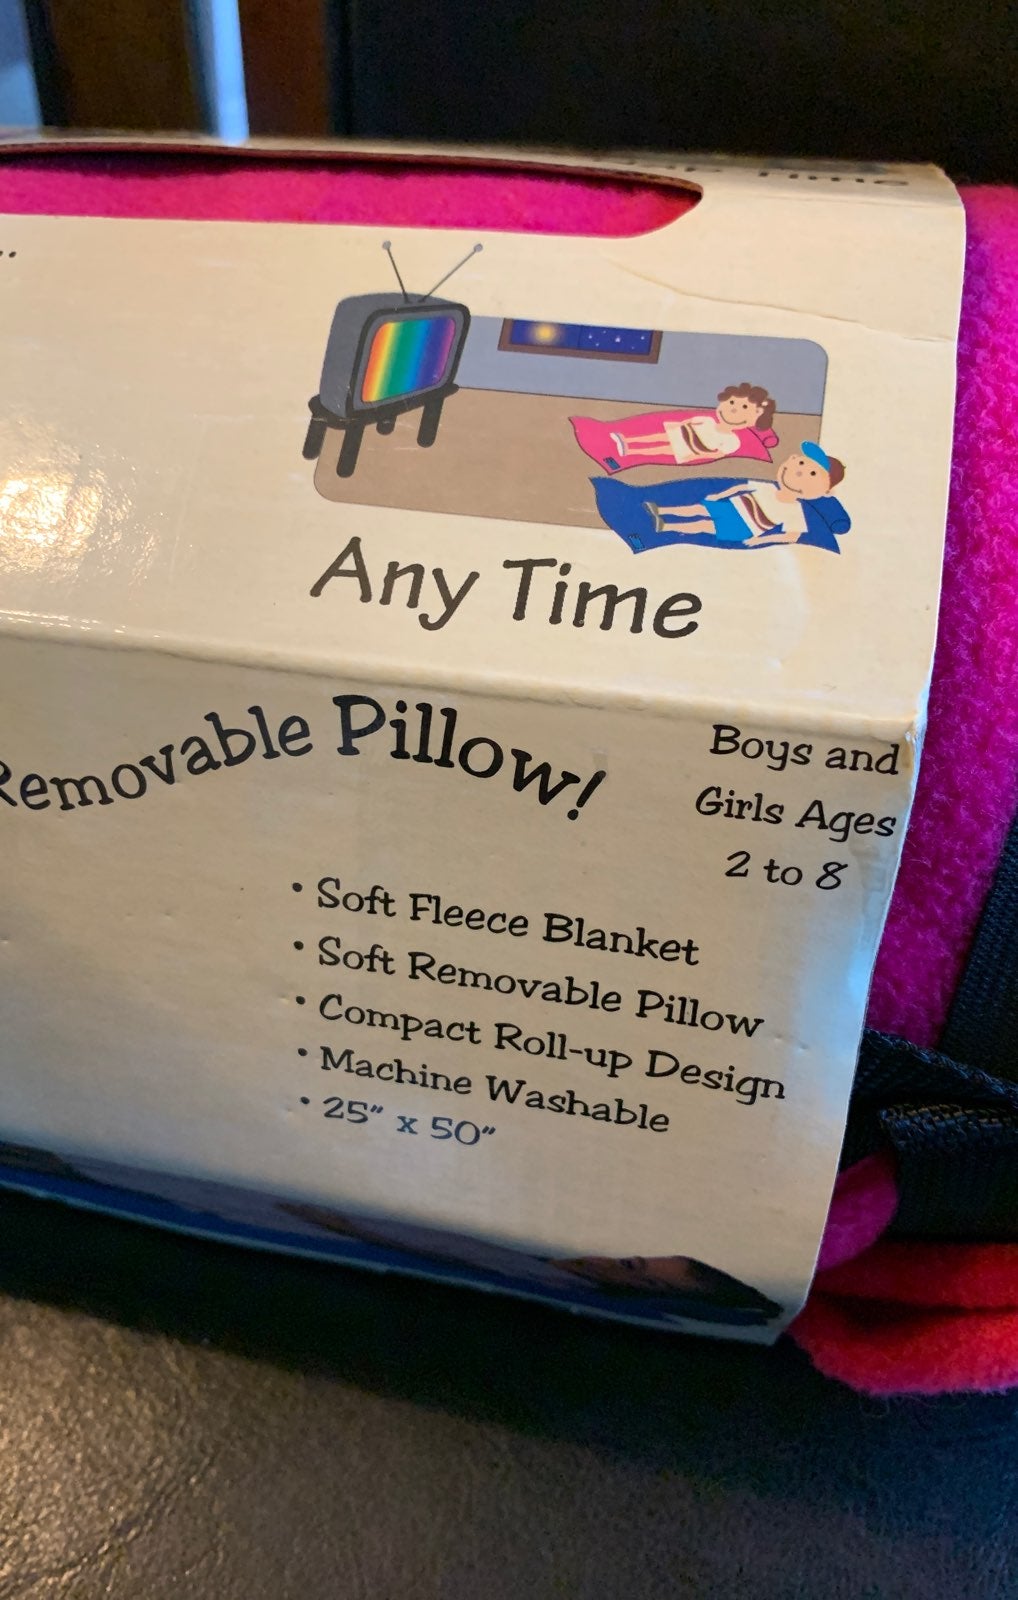 Time
Any Time
Removable Pillow!
Boys and
Girls Ages
2 to 8
• Soft Fleece Blanket
• Soft Removable Pillow
• Compact Roll-up Design
• Machine Washable
• 25" x 50"